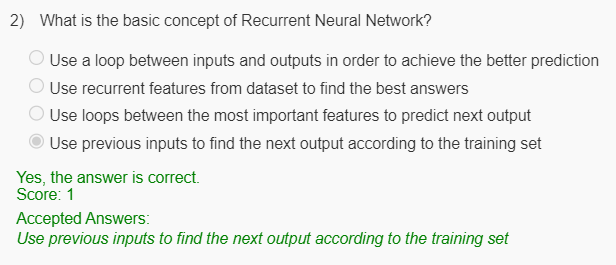 2) What is the basic concept of Recurrent Neural Network?
Use a loop between inputs and outputs in order to achieve the better prediction
Use recurrent features from dataset to find the best answers
Use loops between the most important features to predict next output
Use previous inputs to find the next output according to the training set
Yes, the answer is correct.
Score: 1
Accepted Answers:
Use previous inputs to find the next output according to the training set